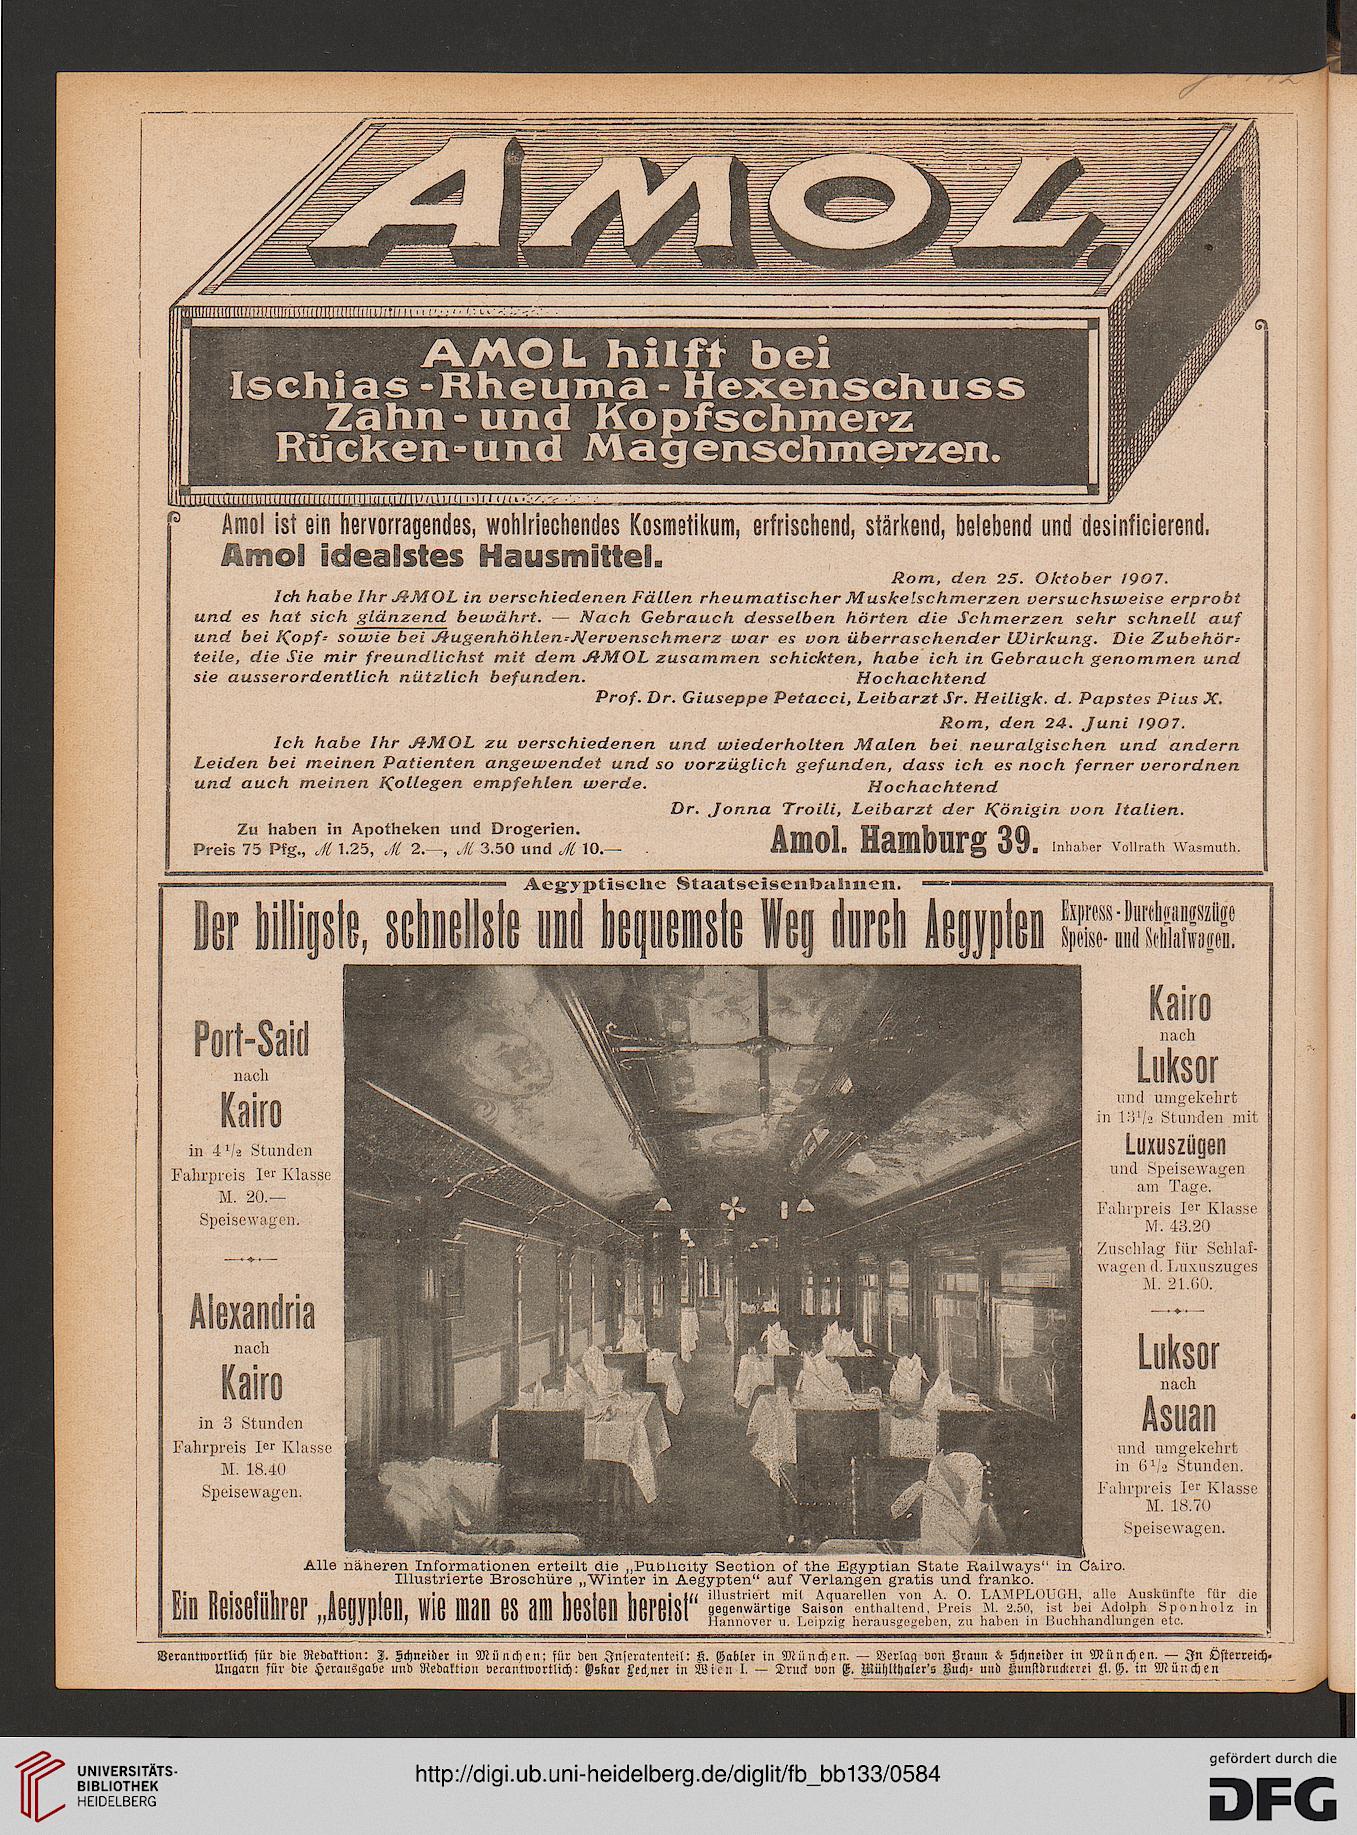 AMOL.
AMOL hilft bei
Ischias-Rheuma-Hexenschuss
Zahn- und Kopfschmerz
Rücken- und Magenschmerzen.
Amol ist ein hervorragendes, wohlriechendes Kosmetikum, erfrischend, stärkend, belebend und desinficierend.
Amol idealstes Hausmittel.
Rom, den 25. Oktober 1907.
Ich habe Ihr AMOL in verschiedenen Fällen rheumatischer Muskelschmerzen versuchsweise erprobt
und es hat sich glänzend bewährt. — Nach Gebrauch desselben hörten die Schmerzen sehr schnell auf
und bei Kopf- sowie bei Augenhöhlen-Nervenschmerz war es von überraschender Wirkung. Die Zubehör-
teile, die Sie mir freundlichst mit dem AMOL zusammen schickten, habe ich in Gebrauch genommen und
sie ausserordentlich nützlich befunden. Hochachtend
Prof. Dr. Giuseppe Petacci, Leibarzt Sr. Heiligk. d. Papstes Pius X.
Rom, den 24. Juni 1907.
Ich habe Ihr AMOL zu verschiedenen und wiederholten Malen bei neuralgischen und andern
Leiden bei meinen Patienten angewendet und so vorzüglich gefunden, dass ich es noch ferner verordnen
und auch meinen Kollegen empfehlen werde. Hochachtend
Dr. Jonna Troili, Leibarzt der Königin von Italien.
Zu haben in Apotheken und Drogerien.
Preis 75 Pfg., M 1.25, M 2.—, M 3.50 und M 10.—
Amol. Hamburg 39. Inhaber Vollrath Wasmuth.
Aegyptische Staatseisenbahnen.
Der billigste, schnellste und bequemste Weg durch Aegypten
Express-Durchgangszüge
Speise- und Schlafwagen.
Port-Said
nach
Kairo
in 4 1/2 Stunden
Fahrpreis Ier Klasse
M. 20.—
Speisewagen.
Alexandria
nach
Kairo
in 3 Stunden
Fahrpreis Ier Klasse
M. 18.40
Speisewagen.
Kairo
nach
Luksor
und umgekehrt
in 13 1/2 Stunden mit
Luxuszügen
und Speisewagen
am Tage.
Fahrpreis Ier Klasse
M. 43.20
Zuschlag für Schlaf-
wagen d. Luxuszuges
M. 21.60.
Luksor
nach
Asuan
und umgekehrt
in 6 1/2 Stunden.
Fahrpreis Ier Klasse
M. 18.70
Speisewagen.
Alle näheren Informationen erteilt die „Publicity Section of the Egyptian State Railways“ in Cairo.
Illustrierte Broschüre „Winter in Aegypten“ auf Verlangen gratis und franko.
Ein Reiseführer „Aegypten, wie man es am besten bereist“
illustriert mit Aquarellen von A. O. LAMPLOUGH, alle Auskünfte für die
gegenwärtige Saison enthaltend, Preis M. 2.50, ist bei Adolph Sponholz in
Hannover u. Leipzig herausgegeben, zu haben in Buchhandlungen etc.
Verantwortlich für die Redaktion: J. Schneider in München; für den Inseratenteil: K. Gabler in München. — Verlag von Braun & Schneider in München. — In Österreich-
Ungarn für die Herausgabe und Redaktion verantwortlich: Oskar Lechner in Wien I. — Druck von E. Mühlthaler's Buch- und Kunstdruckerei A. G. in München
UNIVERSITÄTS-
BIBLIOTHEK
HEIDELBERG
http://digi.ub.uni-heidelberg.de/diglit/fb_bb133/0584
gefördert durch die
DFG